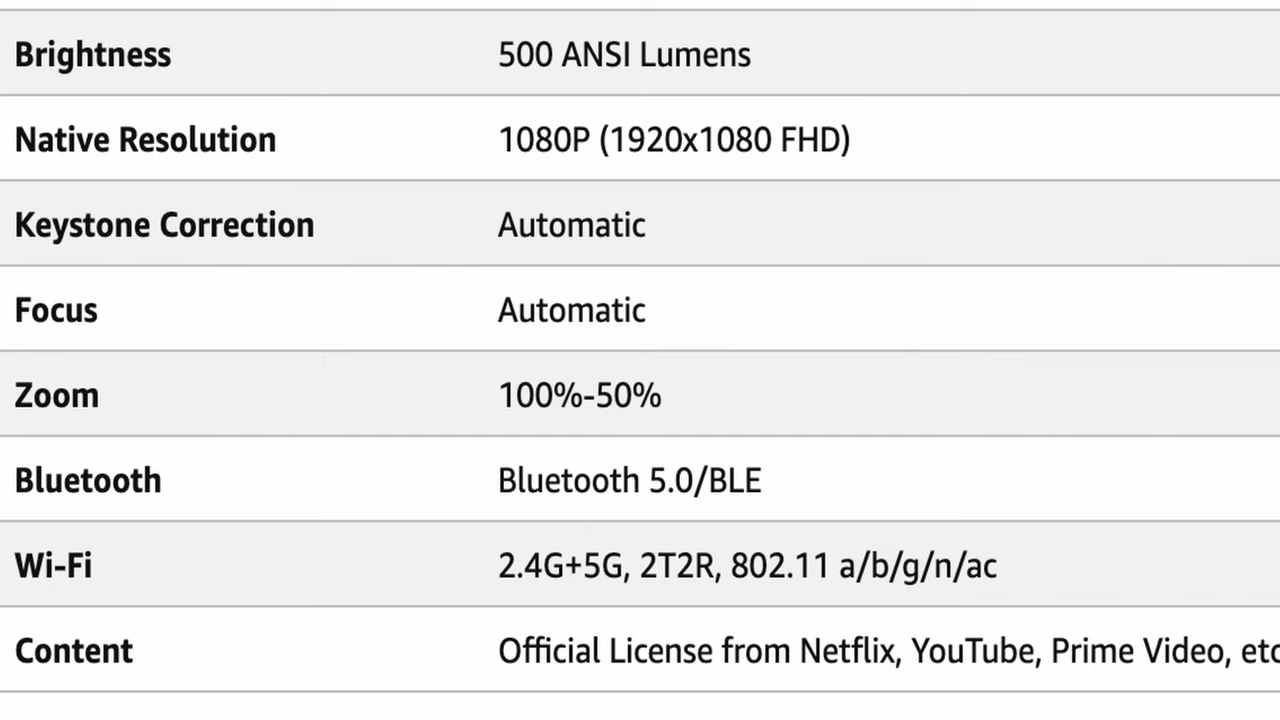 Brightness 500 ANSI Lumens
Native Resolution 1080P (1920x1080 FHD)
Keystone Correction Automatic
Focus Automatic
Zoom 100%-50%
Bluetooth Bluetooth 5.0/BLE
Wi-Fi 2.4G+5G, 2T2R, 802.11 a/b/g/n/ac
Content Official License from Netflix, YouTube, Prime Video, etc